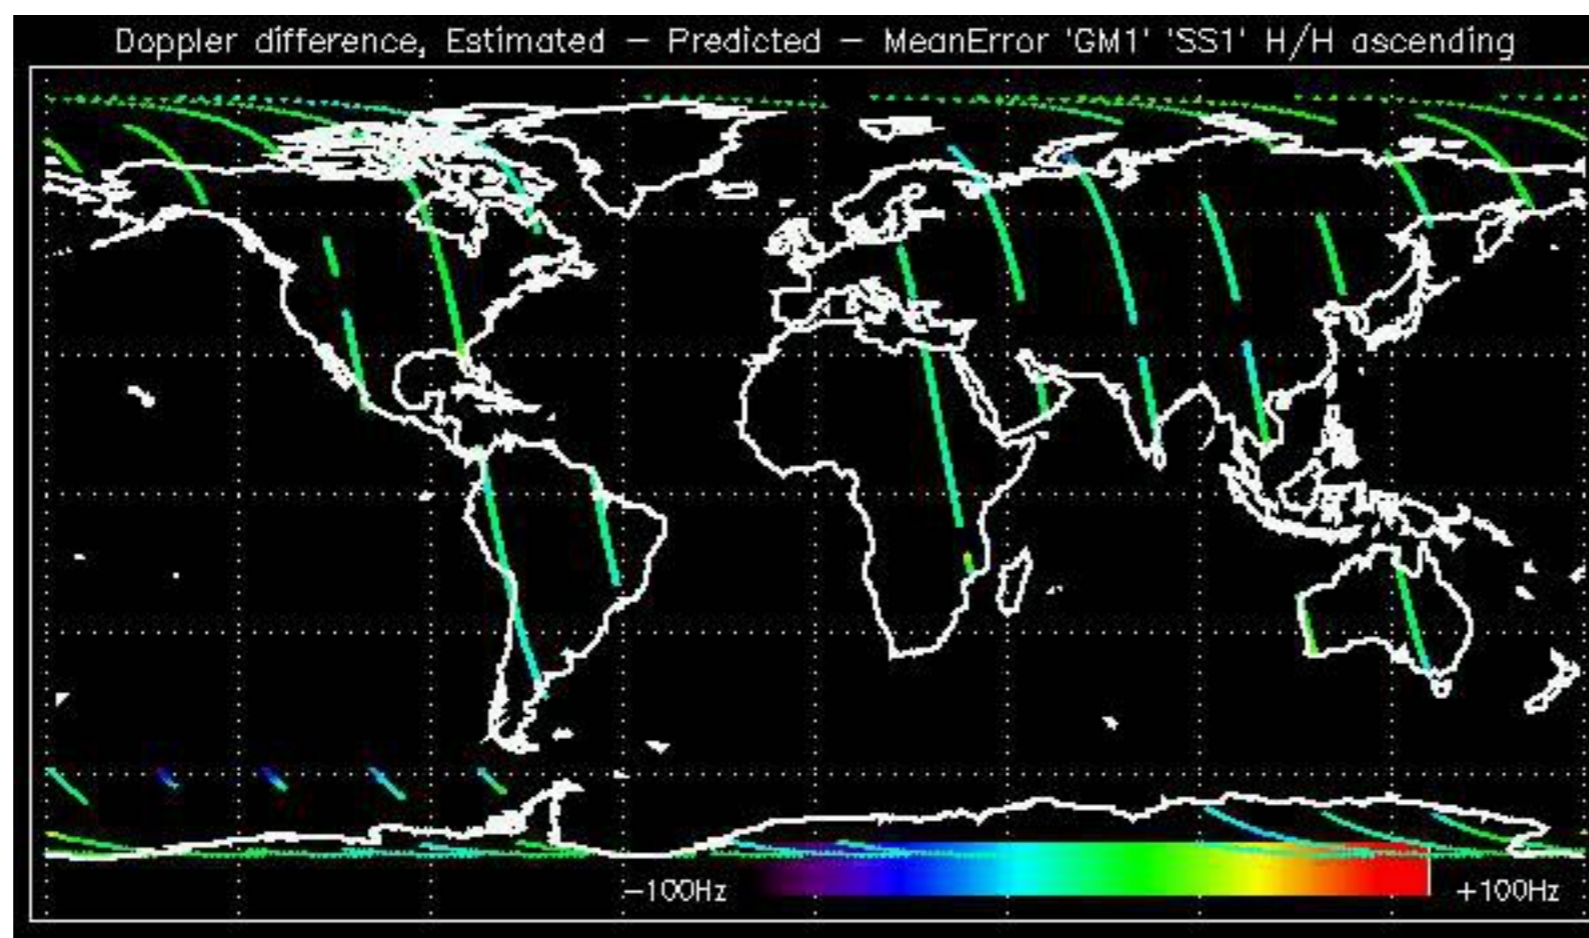 Doppler difference, Estimated − Predicted − MeanError 'GM1' 'SS1' H/H ascending
−100Hz
+100Hz